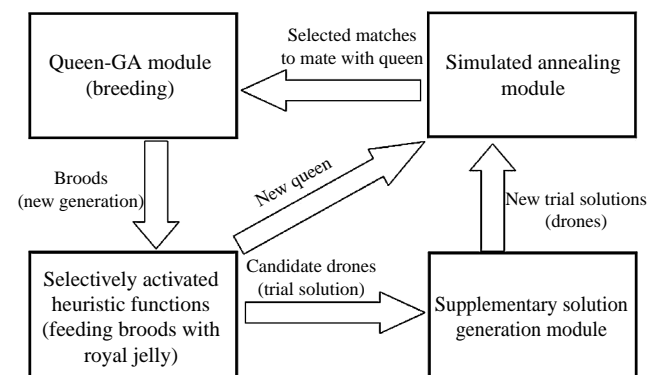 Queen-GA module
(breeding)
Selected matches
to mate with queen
Simulated annealing
module
Broods
(new generation)
New queen
New trial solutions
(drones)
Selectively activated
heuristic functions
(feeding broods with
royal jelly)
Candidate drones
(trial solution)
Supplementary solution
generation module